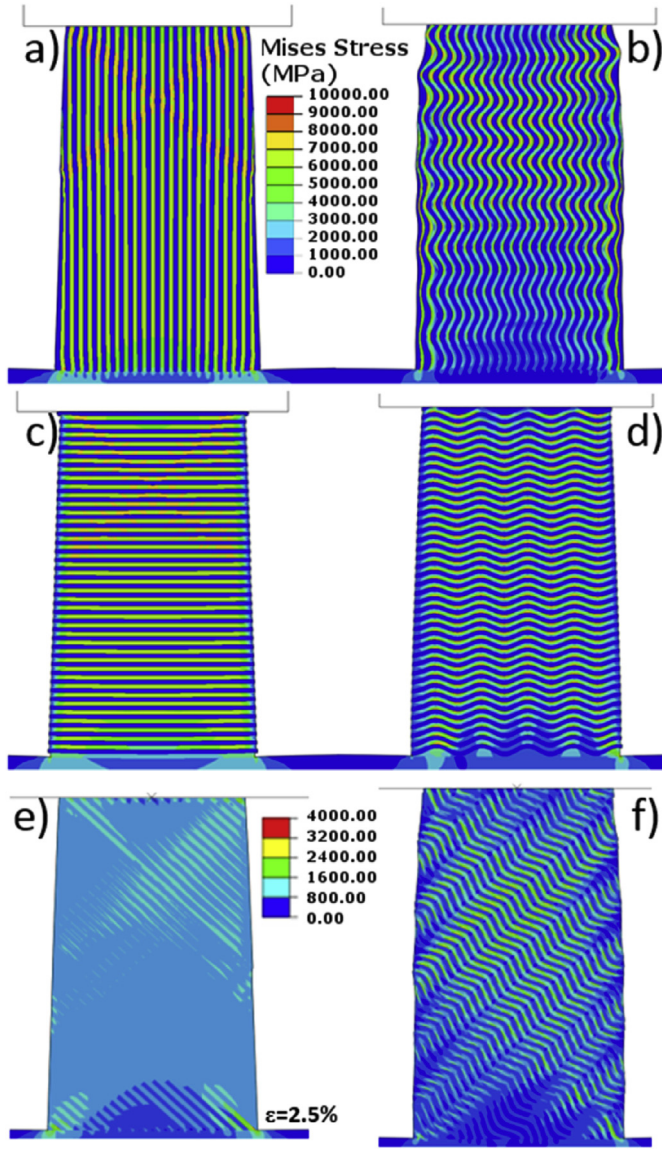 a)
b)
Mises Stress
(MPa)
10000.00
9000.00
8000.00
7000.00
6000.00
5000.00
4000.00
3000.00
2000.00
1000.00
0.00
c)
d)
e)
f)
4000.00
3200.00
2400.00
1600.00
800.00
0.00
ε=2.5%